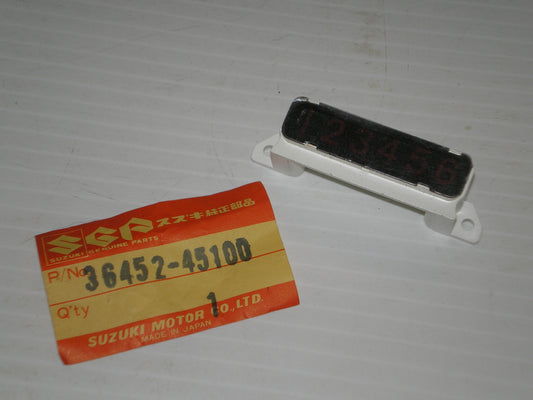 SGP スズキ純正部品
SUZUKI GENUINE PARTS
P/No. 36452-45100
Q'ty 1
SUZUKI MOTOR CO.,LTD.
MADE IN JAPAN
123456